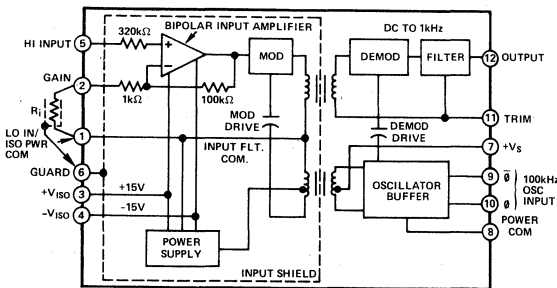 BIPOLAR INPUT AMPLIFIER
DC TO 1kHz
320kΩ
HI INPUT 5
+
−
MOD
DEMOD
FILTER
12 OUTPUT
GAIN
2
1kΩ
100kΩ
MOD
DRIVE
DEMOD
DRIVE
11 TRIM
Ri
LO IN/
ISO PWR
COM
1
INPUT FLT.
COM.
7 +VS
GUARD 6
+VISO 3
+15V
−VISO 4
−15V
OSCILLATOR
BUFFER
9 Ø̅
10 Ø
100kHz
OSC
INPUT
8 POWER
COM
POWER
SUPPLY
INPUT SHIELD